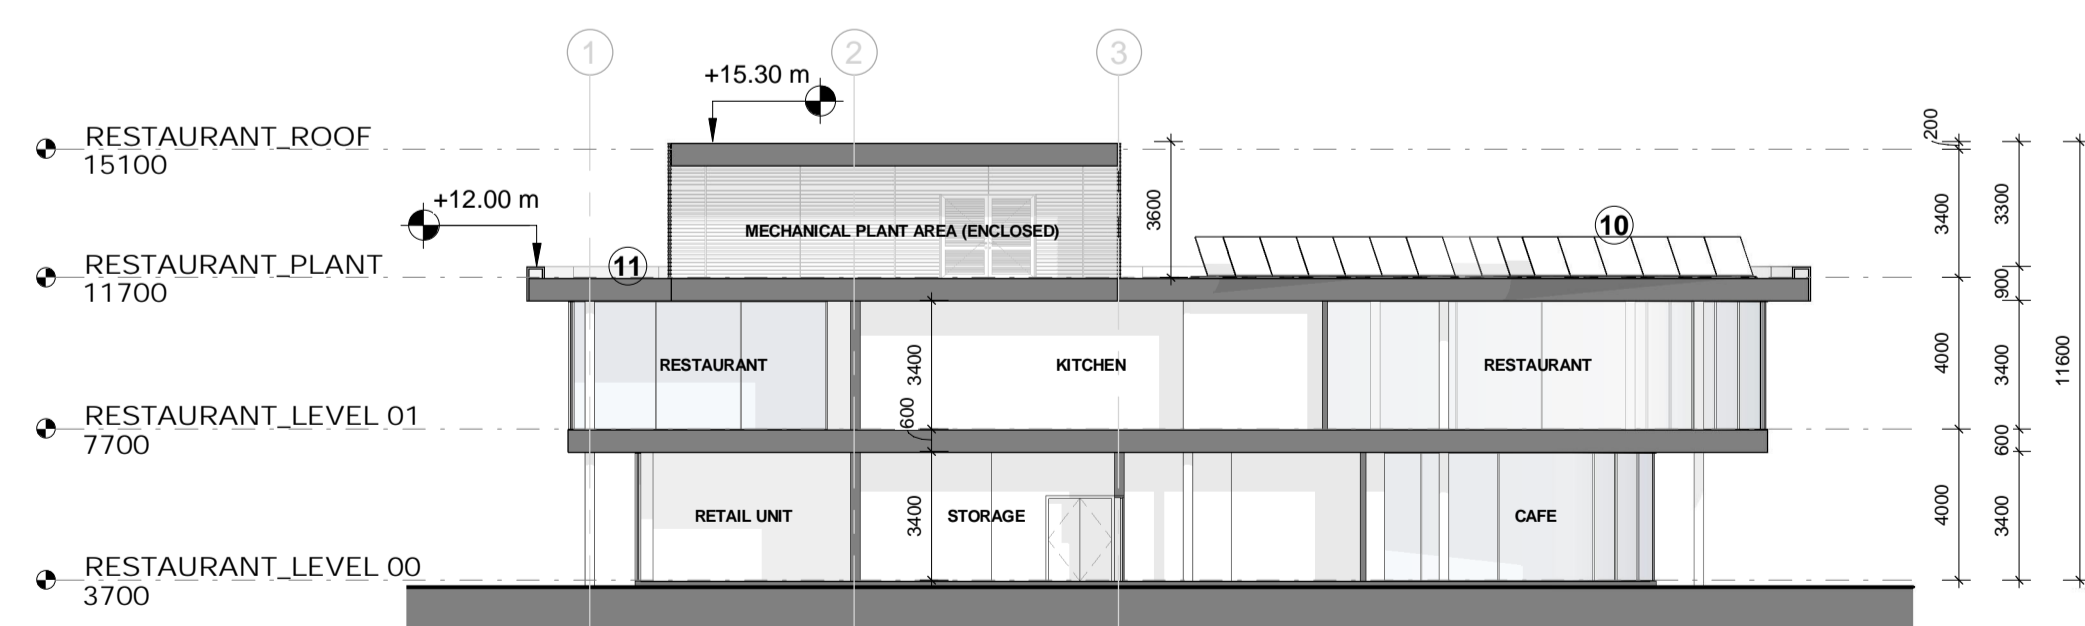 1
2
3
+15.30 m
RESTAURANT_ROOF
15100
+12.00 m
MECHANICAL PLANT AREA (ENCLOSED)
3600
10
200
3400
3300
RESTAURANT_PLANT
11700
11
900
RESTAURANT
3400
KITCHEN
RESTAURANT
4000
3400
11600
RESTAURANT_LEVEL 01
7700
600
600
RETAIL UNIT
3400
STORAGE
CAFE
4000
3400
RESTAURANT_LEVEL 00
3700